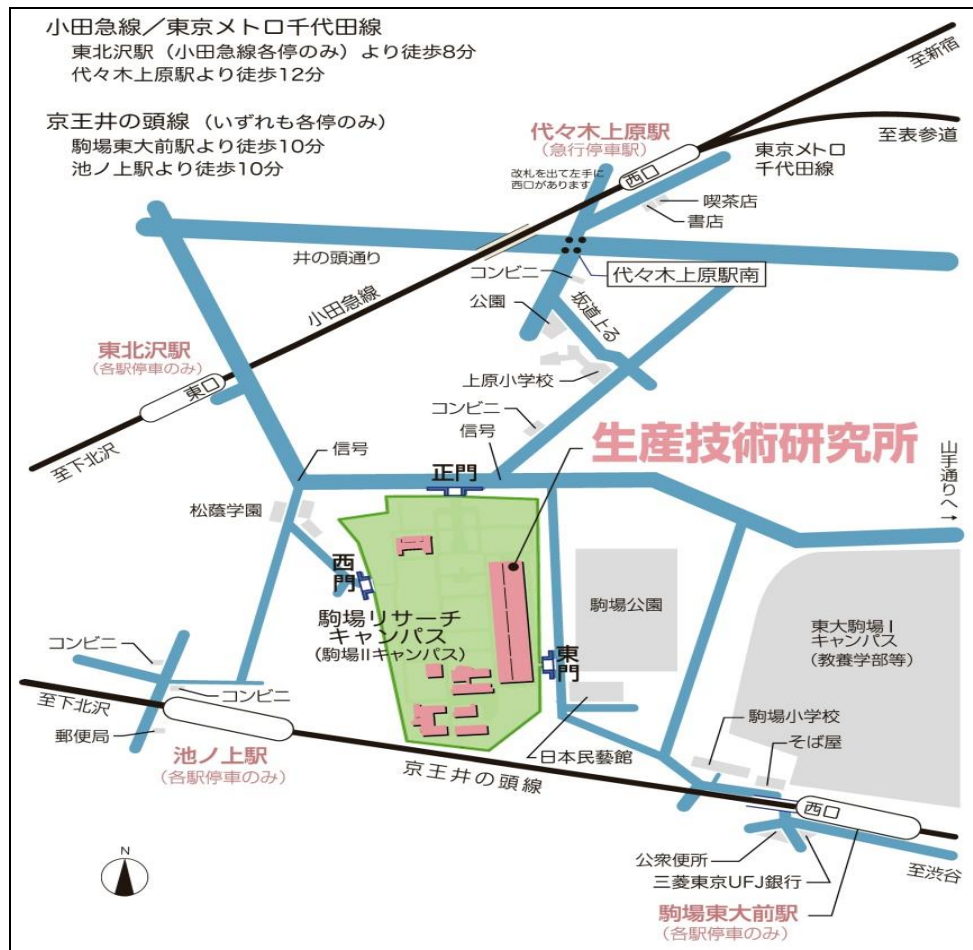 小田急線／東京メトロ千代田線
東北沢駅（小田急線各停のみ）より徒歩8分
代々木上原駅より徒歩12分
京王井の頭線（いずれも各停のみ）
駒場東大前駅より徒歩10分
池ノ上駅より徒歩10分
至新宿
代々木上原駅
（急行停車駅）
至表参道
東京メトロ
千代田線
西口
改札を出て左手に
西口があります
喫茶店
書店
井の頭通り
コンビニ
代々木上原駅南
小田急線
公園
坂道上る
東北沢駅
（各駅停車のみ）
東口
上原小学校
コンビニ
至下北沢
信号
信号
生産技術研究所
山手通りへ→
正門
松蔭学園
西門
駒場リサーチ
キャンパス
（駒場IIキャンパス）
駒場公園
東大駒場I
キャンパス
（教養学部等）
東門
コンビニ
コンビニ
至下北沢
郵便局
池ノ上駅
（各駅停車のみ）
京王井の頭線
日本民藝館
駒場小学校
そば屋
西口
公衆便所
三菱東京UFJ銀行
至渋谷
駒場東大前駅
（各駅停車のみ）
N